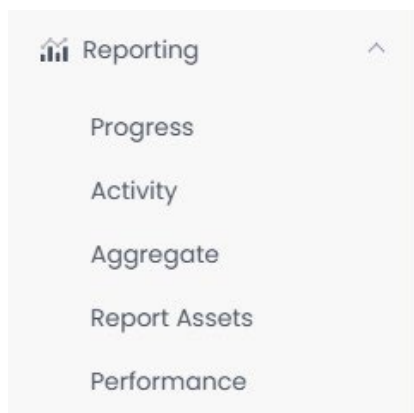 Reporting
Progress
Activity
Aggregate
Report Assets
Performance